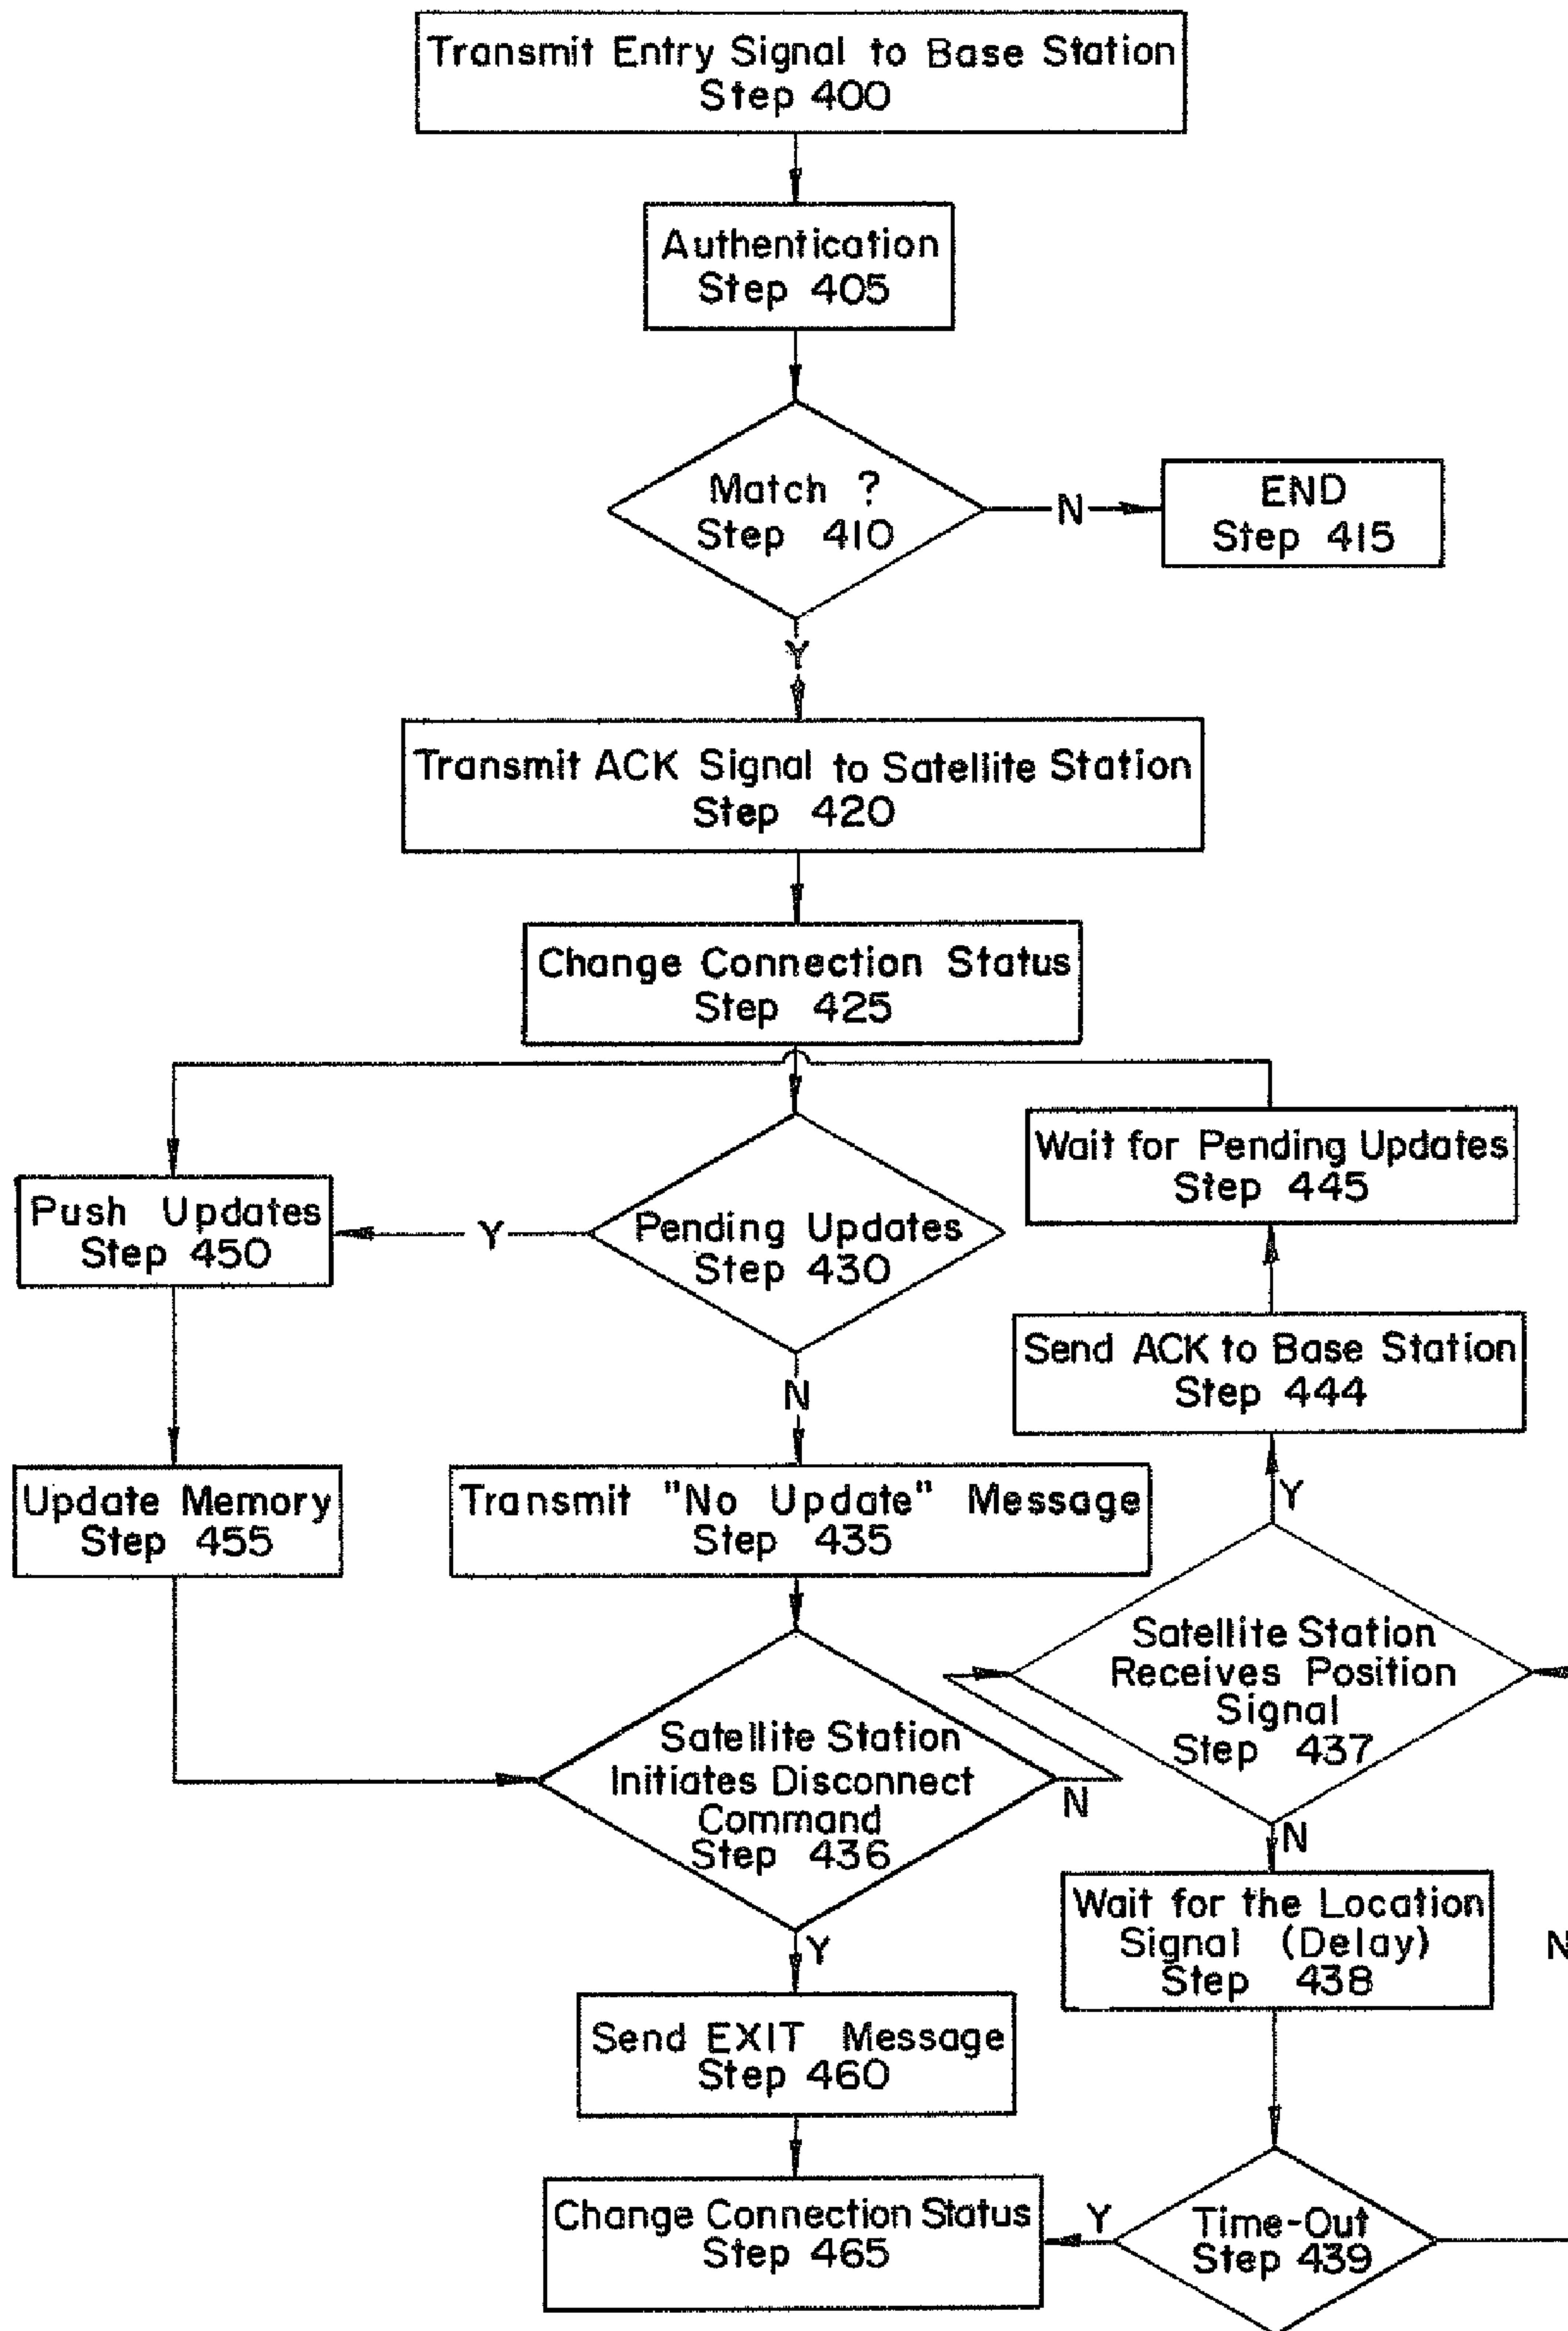 Transmit Entry Signal to Base Station
Step 400
Authentication
Step 405
Match ?
Step 410
N
END
Step 415
Y
Transmit ACK Signal to Satellite Station
Step 420
Change Connection Status
Step 425
Wait for Pending Updates
Step 445
Push Updates
Step 450
Y
Pending Updates
Step 430
Send ACK to Base Station
Step 444
N
Y
Update Memory
Step 455
Transmit "No Update" Message
Step 435
Satellite Station
Receives Position
Signal
Step 437
Satellite Station
Initiates Disconnect
Command
Step 436
N
N
Y
Wait for the Location
Signal (Delay)
Step 438
N
Send EXIT Message
Step 460
Change Connection Status
Step 465
Y
Time-Out
Step 439